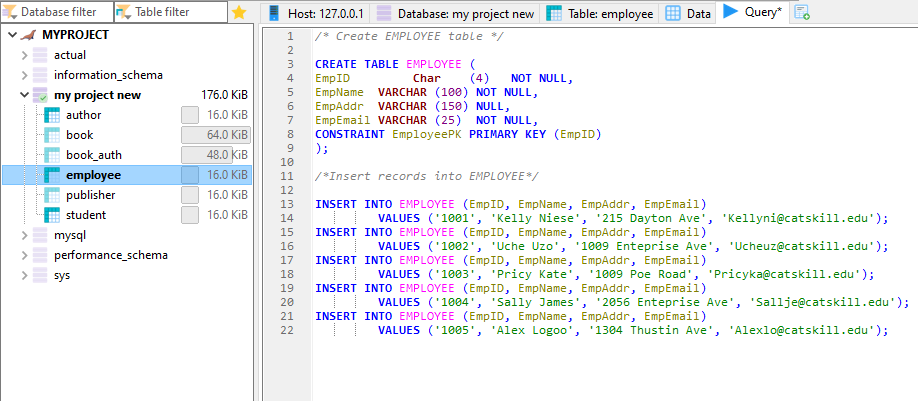 Database filter
Table filter
Host: 127.0.0.1
Database: my project new
Table: employee
Data
Query*
MYPROJECT
actual
information_schema
my project new 176.0 KiB
author 16.0 KiB
book 64.0 KiB
book_auth 48.0 KiB
employee 16.0 KiB
publisher 16.0 KiB
student 16.0 KiB
mysql
performance_schema
sys
1 /* Create EMPLOYEE table */
2
3 CREATE TABLE EMPLOYEE (
4 EmpID Char (4) NOT NULL,
5 EmpName VARCHAR (100) NOT NULL,
6 EmpAddr VARCHAR (150) NULL,
7 EmpEmail VARCHAR (25) NOT NULL,
8 CONSTRAINT EmployeePK PRIMARY KEY (EmpID)
9 );
10
11 /*Insert records into EMPLOYEE*/
12
13 INSERT INTO EMPLOYEE (EmpID, EmpName, EmpAddr, EmpEmail)
14 VALUES ('1001', 'Kelly Niese', '215 Dayton Ave', 'Kellyni@catskill.edu');
15 INSERT INTO EMPLOYEE (EmpID, EmpName, EmpAddr, EmpEmail)
16 VALUES ('1002', 'Uche Uzo', '1009 Enteprise Ave', 'Ucheuz@catskill.edu');
17 INSERT INTO EMPLOYEE (EmpID, EmpName, EmpAddr, EmpEmail)
18 VALUES ('1003', 'Pricy Kate', '1009 Poe Road', 'Pricyka@catskill.edu');
19 INSERT INTO EMPLOYEE (EmpID, EmpName, EmpAddr, EmpEmail)
20 VALUES ('1004', 'Sally James', '2056 Enteprise Ave', 'Sallje@catskill.edu');
21 INSERT INTO EMPLOYEE (EmpID, EmpName, EmpAddr, EmpEmail)
22 VALUES ('1005', 'Alex Logoo', '1304 Thustin Ave', 'Alexlo@catskill.edu');